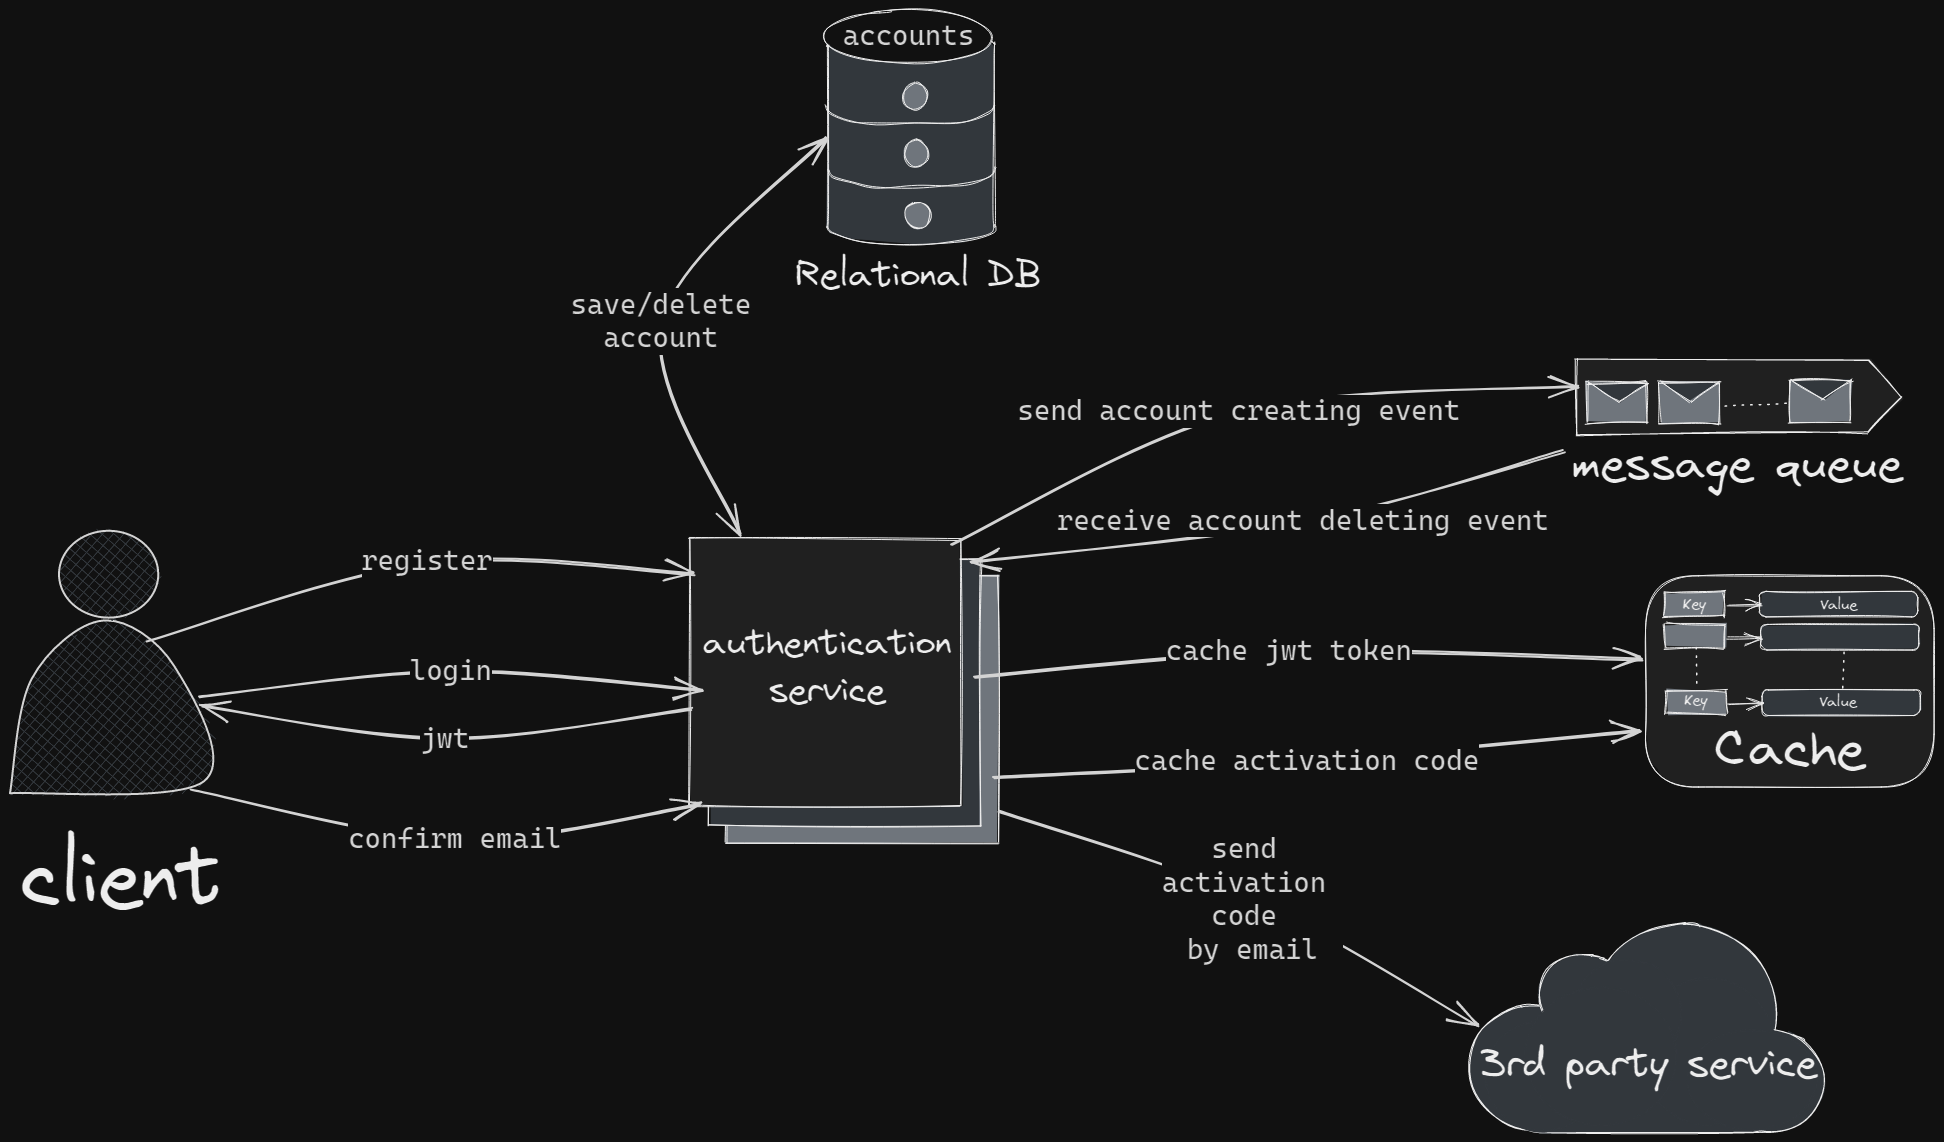 accounts
Relational DB
save/delete
account
send account creating event
message queue
receive account deleting event
register
login
jwt
confirm email
client
authentication
service
cache jwt token
cache activation code
Key
Value
Key
Value
Cache
send
activation
code
by email
3rd party service